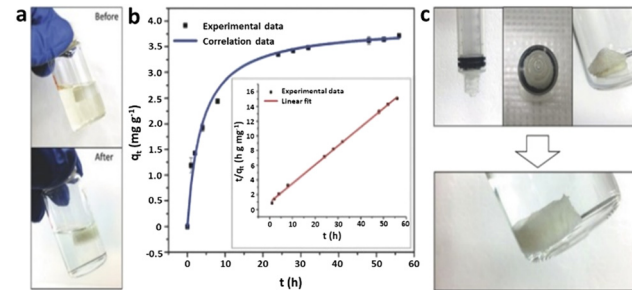 a
Before
After
b
4.0
3.5
3.0
2.5
2.0
1.5
1.0
0.5
0
-0.5
qt (mg g⁻¹)
Experimental data
Correlation data
0
10
20
30
40
50
60
t (h)
16
14
12
10
8
6
4
2
0
t/qt (h g mg⁻¹)
Experimental data
Linear fit
0
10
20
30
40
50
60
t (h)
c